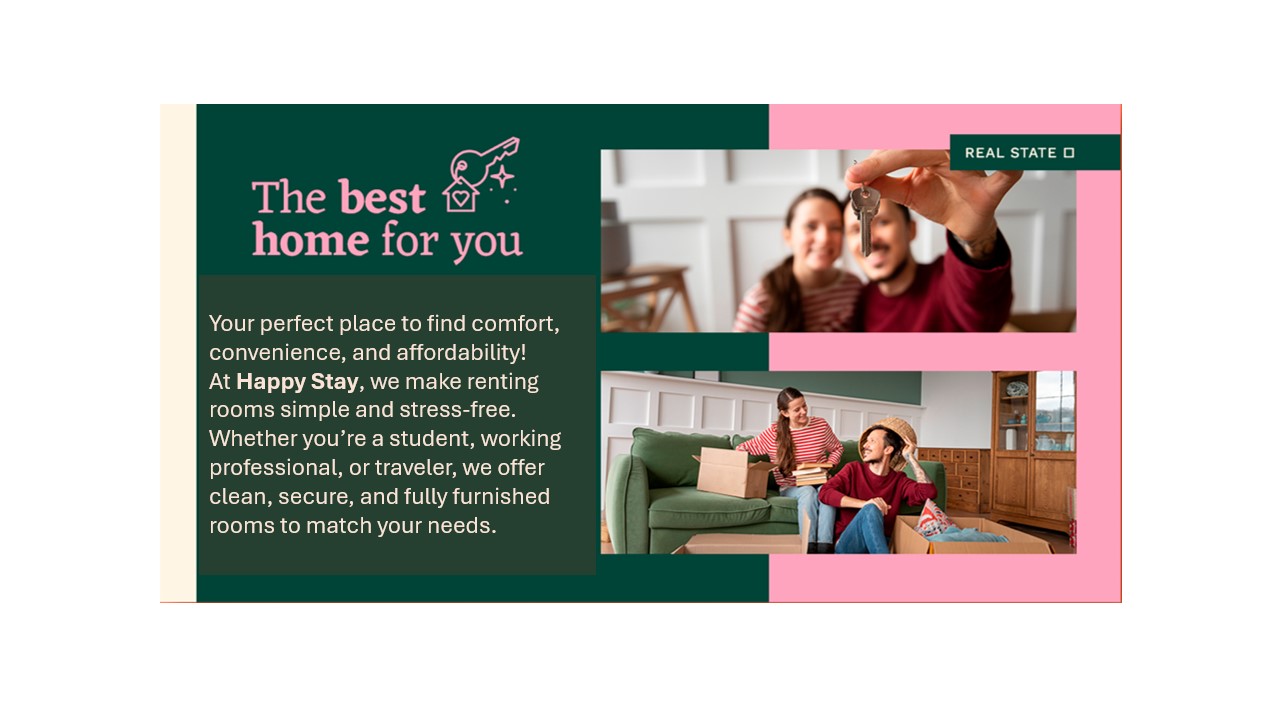 The best
home for you
REAL STATE
Your perfect place to find comfort,
convenience, and affordability!
At Happy Stay, we make renting
rooms simple and stress-free.
Whether you’re a student, working
professional, or traveler, we offer
clean, secure, and fully furnished
rooms to match your needs.